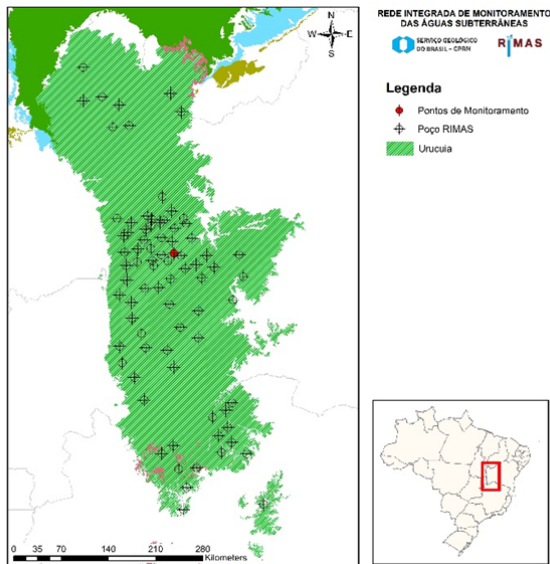 REDE INTEGRADA DE MONITORAMENTO
DAS ÁGUAS SUBTERRÂNEAS
SERVIÇO GEOLÓGICO
DO BRASIL – CPRM
RIMAS
N
W E
S
Legenda
Pontos de Monitoramento
Poço RIMAS
Urucuia
0 35 70 140 210 280
Kilometers